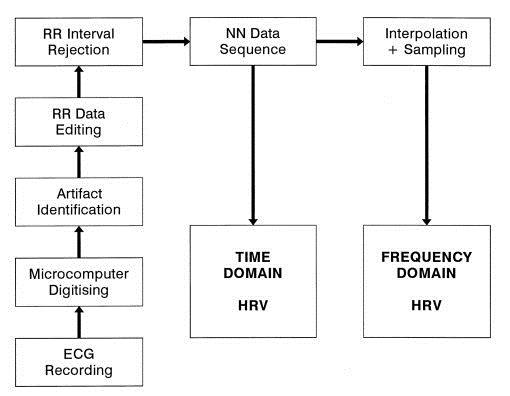 RR Interval
Rejection
NN Data
Sequence
Interpolation
+ Sampling
RR Data
Editing
Artifact
Identification
Microcomputer
Digitising
ECG
Recording
TIME
DOMAIN
HRV
FREQUENCY
DOMAIN
HRV